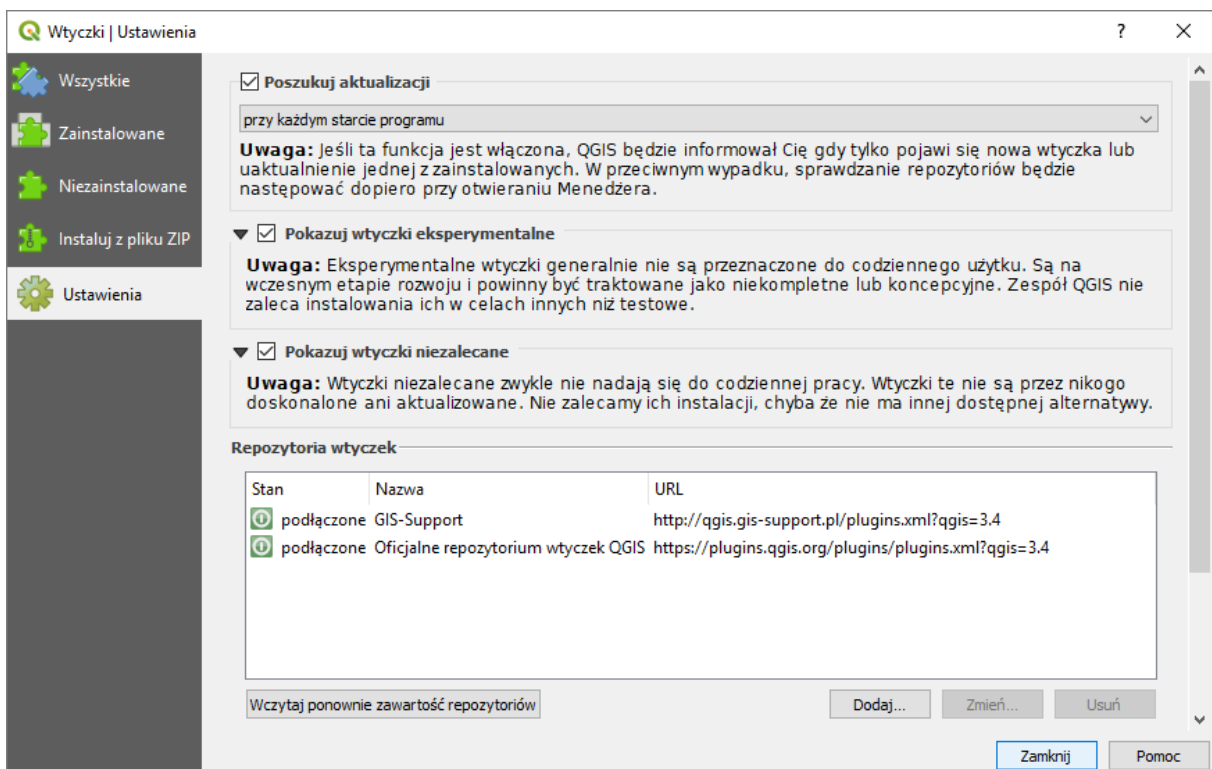 Wtyczki | Ustawienia
?
Wszystkie
Zainstalowane
Niezainstalowane
Instaluj z pliku ZIP
Ustawienia
Poszukuj aktualizacji
przy każdym starcie programu
Uwaga: Jeśli ta funkcja jest włączona, QGIS będzie informował Cię gdy tylko pojawi się nowa wtyczka lub
uaktualnienie jednej z zainstalowanych. W przeciwnym wypadku, sprawdzanie repozytoriów będzie
następować dopiero przy otwieraniu Menedżera.
Pokazuj wtyczki eksperymentalne
Uwaga: Eksperymentalne wtyczki generalnie nie są przeznaczone do codziennego użytku. Są na
wczesnym etapie rozwoju i powinny być traktowane jako niekompletne lub koncepcyjne. Zespół QGIS nie
zaleca instalowania ich w celach innych niż testowe.
Pokazuj wtyczki niezalecane
Uwaga: Wtyczki niezalecane zwykle nie nadają się do codziennej pracy. Wtyczki te nie są przez nikogo
doskonalone ani aktualizowane. Nie zalecamy ich instalacji, chyba że nie ma innej dostępnej alternatywy.
Repozytoria wtyczek
Stan Nazwa URL
podłączone GIS-Support http://qgis.gis-support.pl/plugins.xml?qgis=3.4
podłączone Oficjalne repozytorium wtyczek QGIS https://plugins.qgis.org/plugins/plugins.xml?qgis=3.4
Wczytaj ponownie zawartość repozytoriów Dodaj... Zmień... Usuń
Zamknij Pomoc